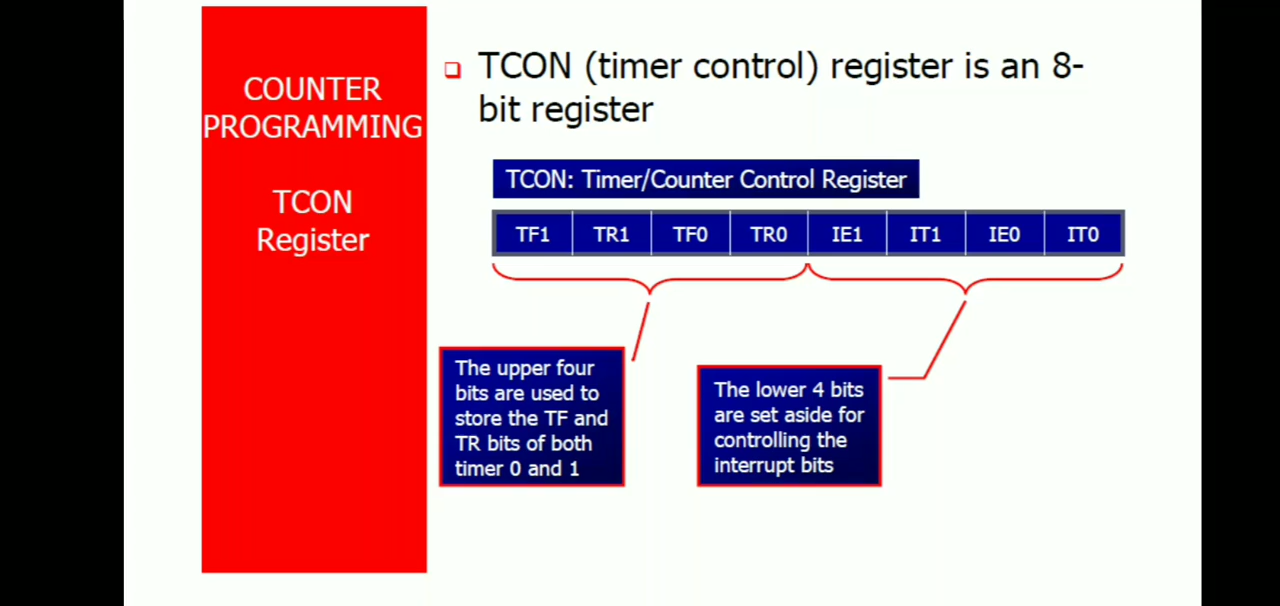 COUNTER
PROGRAMMING
TCON
Register
TCON (timer control) register is an 8-
bit register
TCON: Timer/Counter Control Register
TF1 TR1 TF0 TR0 IE1 IT1 IE0 IT0
The upper four
bits are used to
store the TF and
TR bits of both
timer 0 and 1
The lower 4 bits
are set aside for
controlling the
interrupt bits